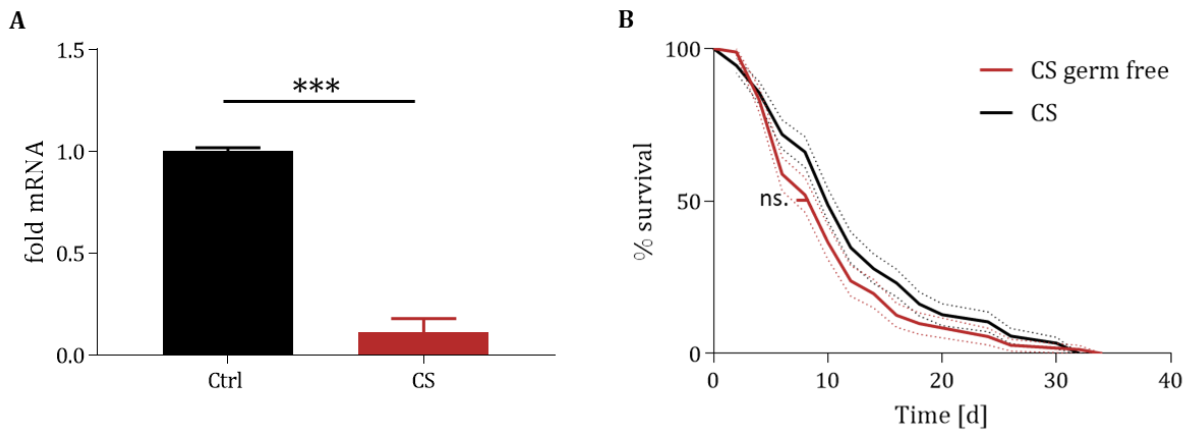 A
fold mRNA
1.5
1.0
0.5
0.0
***
Ctrl
CS
B
% survival
100
50
0
ns.
CS germ free
CS
0
10
20
30
40
Time [d]